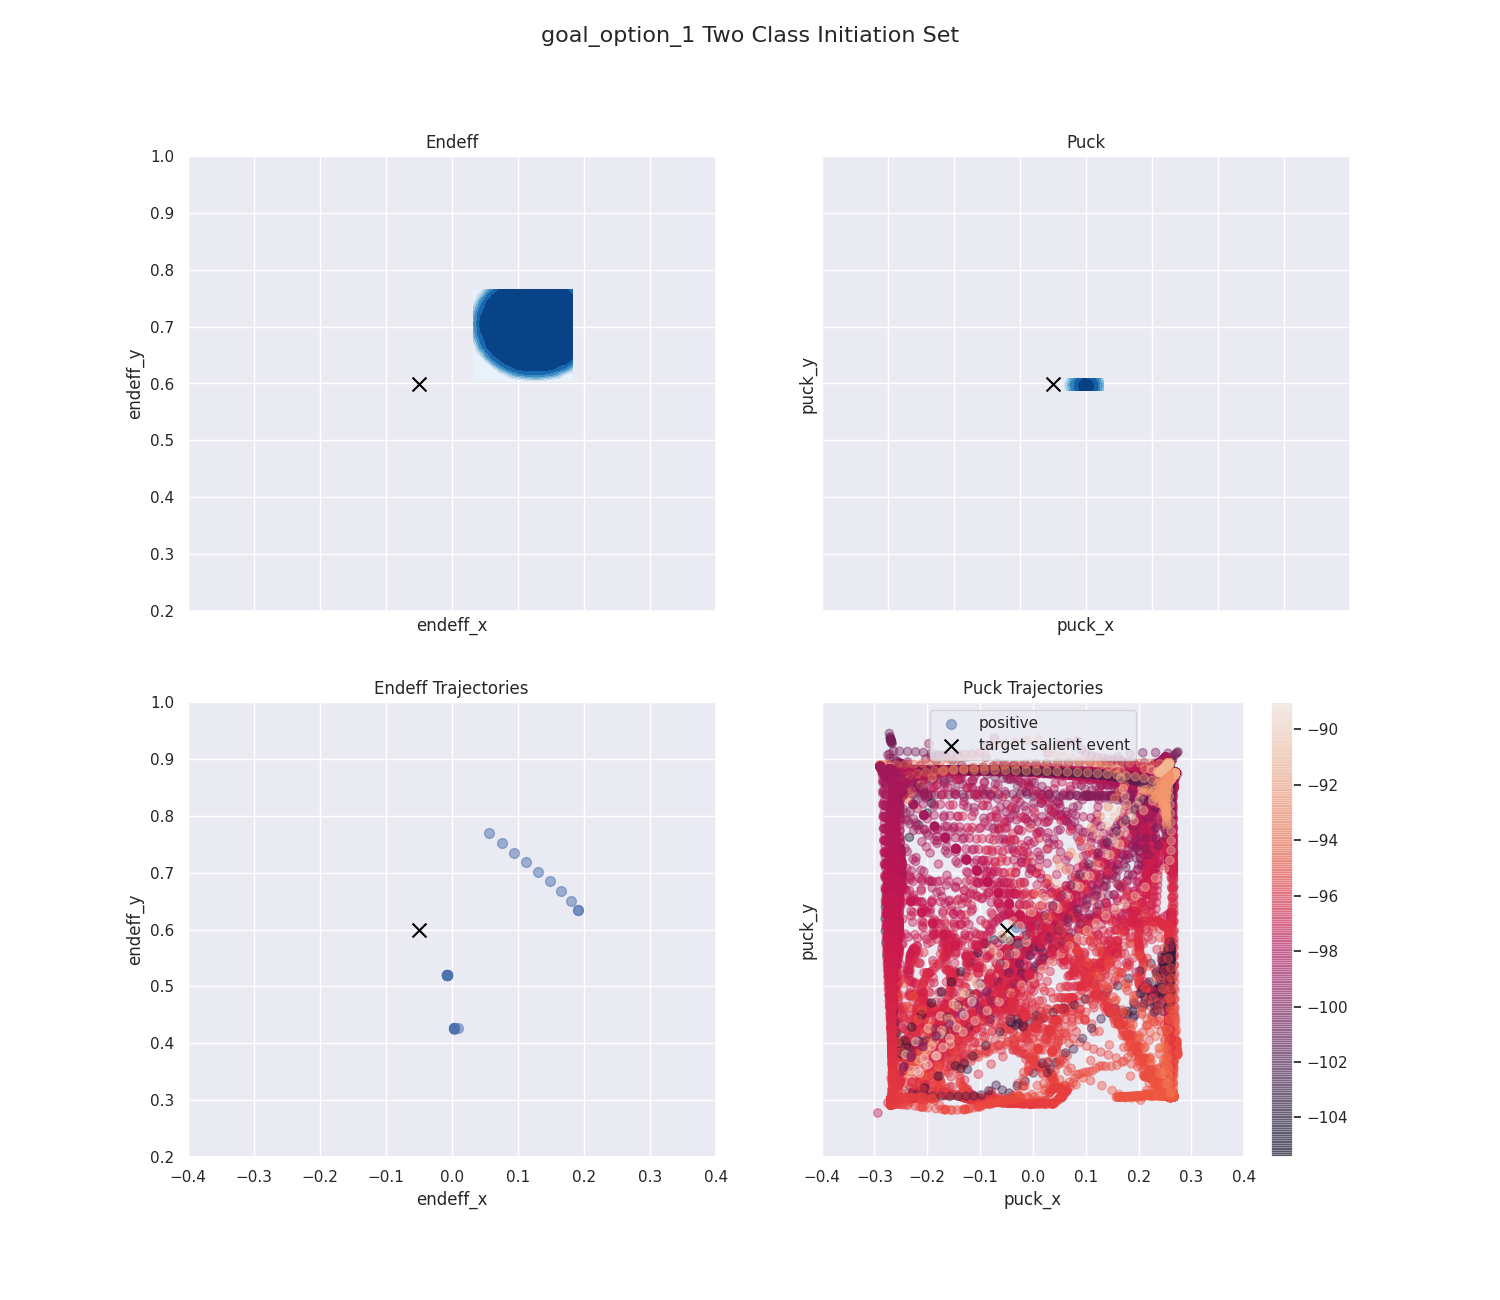 goal_option_1 Two Class Initiation Set
Endeff
Puck
1.0
0.9
0.8
0.7
0.6
0.5
0.4
0.3
0.2
endeff_y
puck_y
endeff_x
puck_x
Endeff Trajectories
Puck Trajectories
1.0
0.9
0.8
0.7
0.6
0.5
0.4
0.3
0.2
endeff_y
puck_y
positive
target salient event
−90
−92
−94
−96
−98
−100
−102
−104
−0.4 −0.3 −0.2 −0.1 0.0 0.1 0.2 0.3 0.4
−0.4 −0.3 −0.2 −0.1 0.0 0.1 0.2 0.3 0.4
endeff_x
puck_x